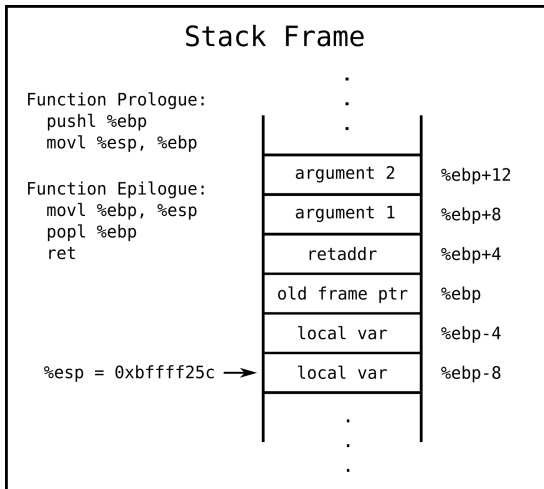 Stack Frame
Function Prologue:
pushl %ebp
movl %esp, %ebp
Function Epilogue:
movl %ebp, %esp
popl %ebp
ret
argument 2 %ebp+12
argument 1 %ebp+8
retaddr %ebp+4
old frame ptr %ebp
local var %ebp-4
%esp = 0xbffff25c local var %ebp-8